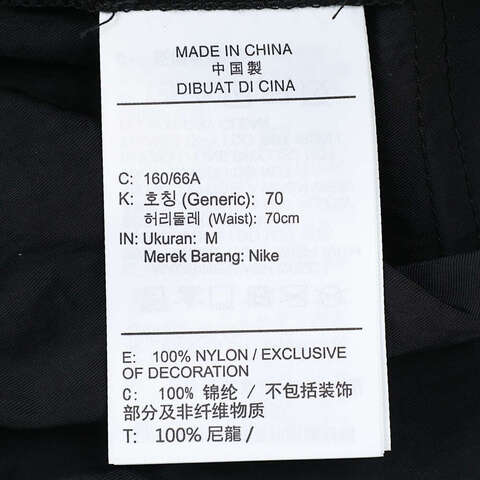 MADE IN CHINA
中国製
DIBUAT DI CINA
C: 160/66A
K: 호칭 (Generic): 70
허리둘레 (Waist): 70cm
IN: Ukuran: M
Merek Barang: Nike
E: 100% NYLON / EXCLUSIVE
OF DECORATION
C: 100% 锦纶 / 不包括装饰
部分及非纤维物质
T: 100% 尼龍 /